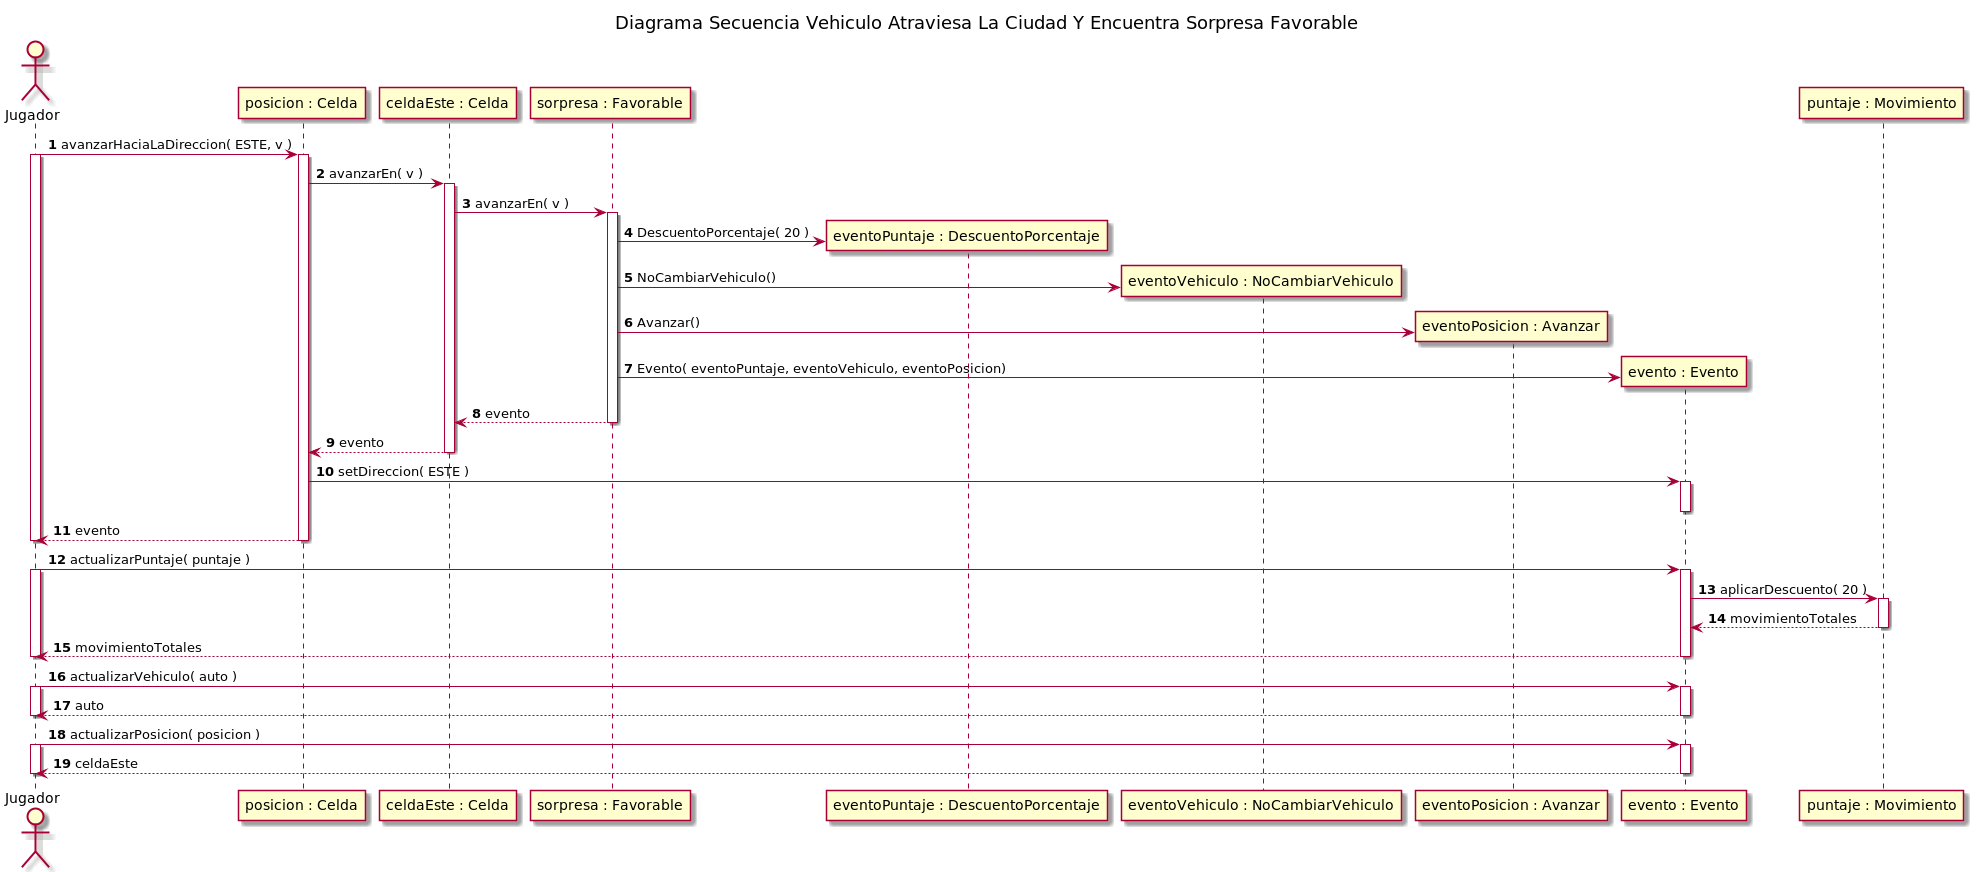 Diagrama Secuencia Vehiculo Atraviesa La Ciudad Y Encuentra Sorpresa Favorable
Jugador
posicion : Celda
celdaEste : Celda
sorpresa : Favorable
puntaje : Movimiento
1 avanzarHaciaLaDireccion( ESTE, v )
2 avanzarEn( v )
3 avanzarEn( v )
4 DescuentoPorcentaje( 20 )
eventoPuntaje : DescuentoPorcentaje
5 NoCambiarVehiculo()
eventoVehiculo : NoCambiarVehiculo
6 Avanzar()
eventoPosicion : Avanzar
7 Evento( eventoPuntaje, eventoVehiculo, eventoPosicion)
evento : Evento
8 evento
9 evento
10 setDireccion( ESTE )
11 evento
12 actualizarPuntaje( puntaje )
13 aplicarDescuento( 20 )
14 movimientoTotales
15 movimientoTotales
16 actualizarVehiculo( auto )
17 auto
18 actualizarPosicion( posicion )
19 celdaEste
Jugador
posicion : Celda
celdaEste : Celda
sorpresa : Favorable
eventoPuntaje : DescuentoPorcentaje
eventoVehiculo : NoCambiarVehiculo
eventoPosicion : Avanzar
evento : Evento
puntaje : Movimiento